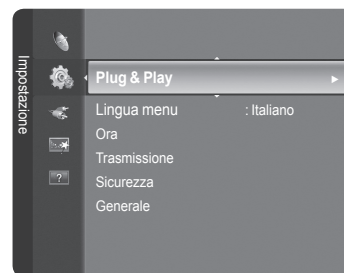 Impostazione
Plug & Play
Lingua menu : Italiano
Ora
Trasmissione
Sicurezza
Generale